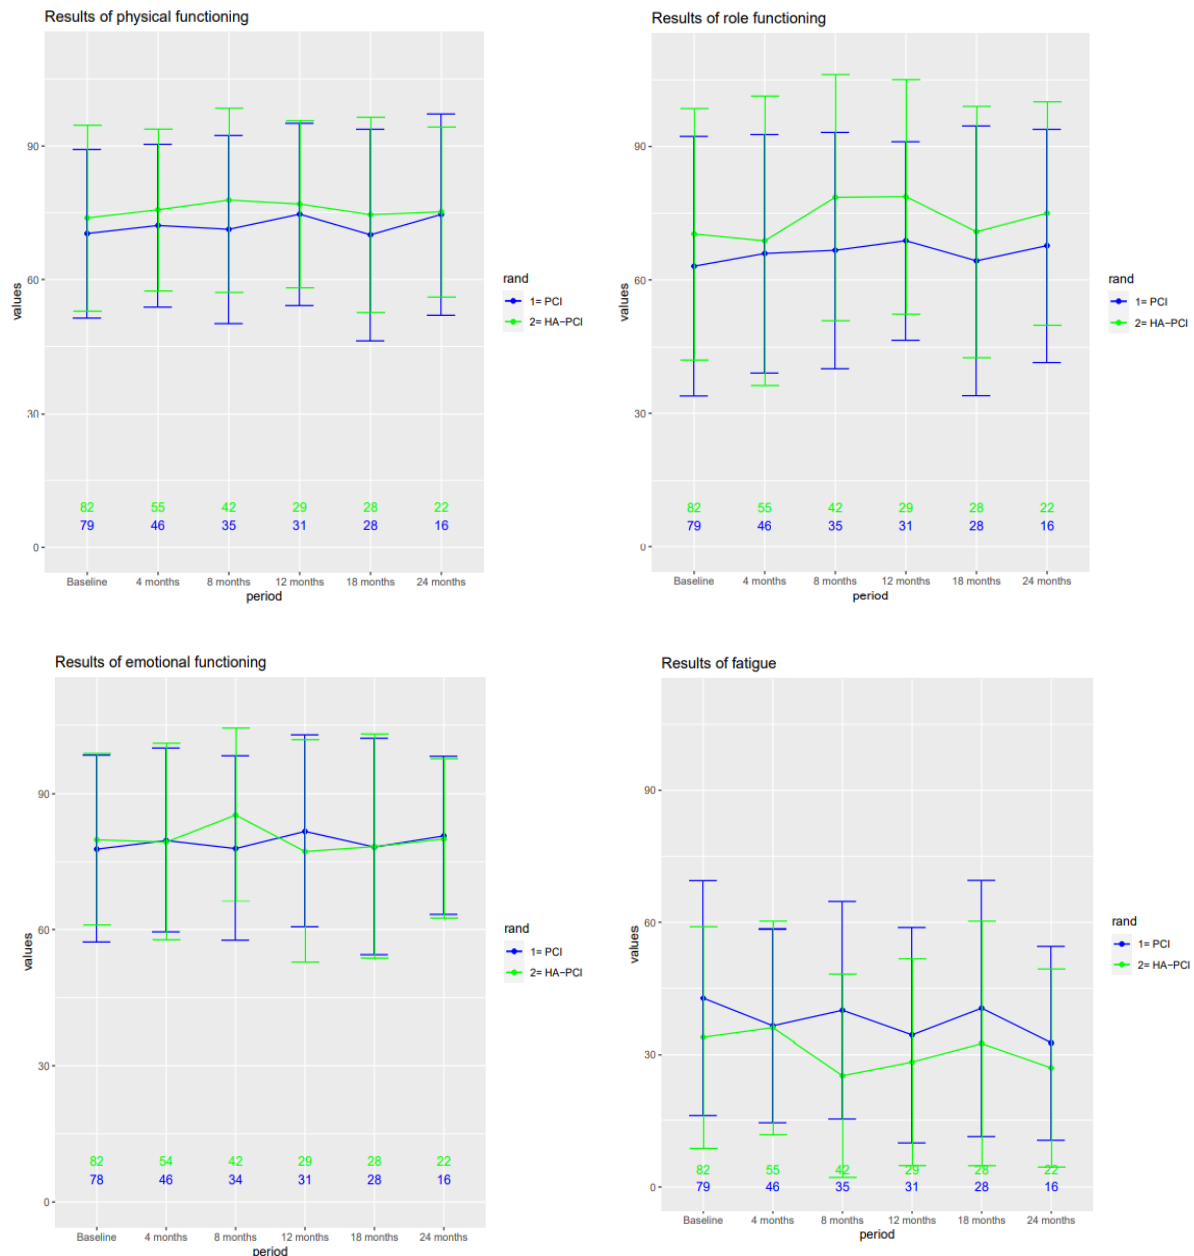 Results of physical functioning
values
90
60
30
0
82 55 42 29 28 22
79 46 35 31 28 16
Baseline 4 months 8 months 12 months 18 months 24 months
period
rand
1= PCI
2= HA-PCI
Results of role functioning
values
90
60
30
0
82 55 42 29 28 22
79 46 35 31 28 16
Baseline 4 months 8 months 12 months 18 months 24 months
period
rand
1= PCI
2= HA-PCI
Results of emotional functioning
values
90
60
30
0
82 54 42 29 28 22
78 46 34 31 28 16
Baseline 4 months 8 months 12 months 18 months 24 months
period
rand
1= PCI
2= HA-PCI
Results of fatigue
values
90
60
30
0
82 55 42 29 28 22
79 46 35 31 28 16
Baseline 4 months 8 months 12 months 18 months 24 months
period
rand
1= PCI
2= HA-PCI